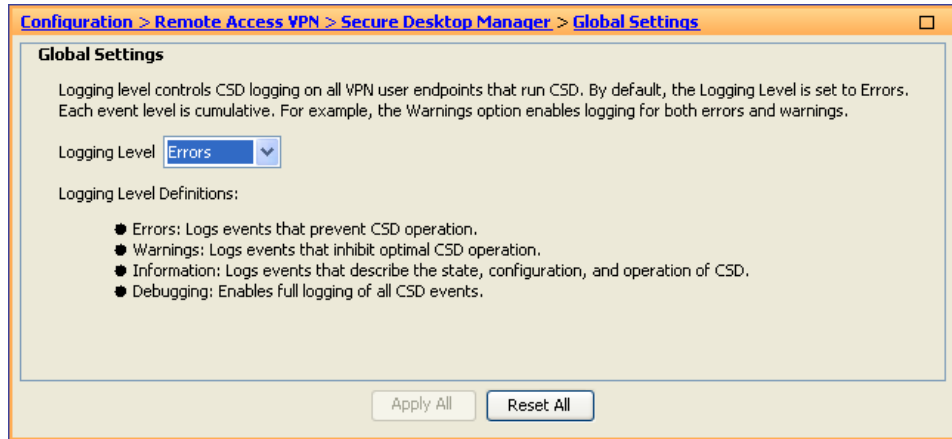 Configuration > Remote Access VPN > Secure Desktop Manager > Global Settings
Global Settings
Logging level controls CSD logging on all VPN user endpoints that run CSD. By default, the Logging Level is set to Errors.
Each event level is cumulative. For example, the Warnings option enables logging for both errors and warnings.
Logging Level Errors
Logging Level Definitions:
● Errors: Logs events that prevent CSD operation.
● Warnings: Logs events that inhibit optimal CSD operation.
● Information: Logs events that describe the state, configuration, and operation of CSD.
● Debugging: Enables full logging of all CSD events.
Apply All Reset All